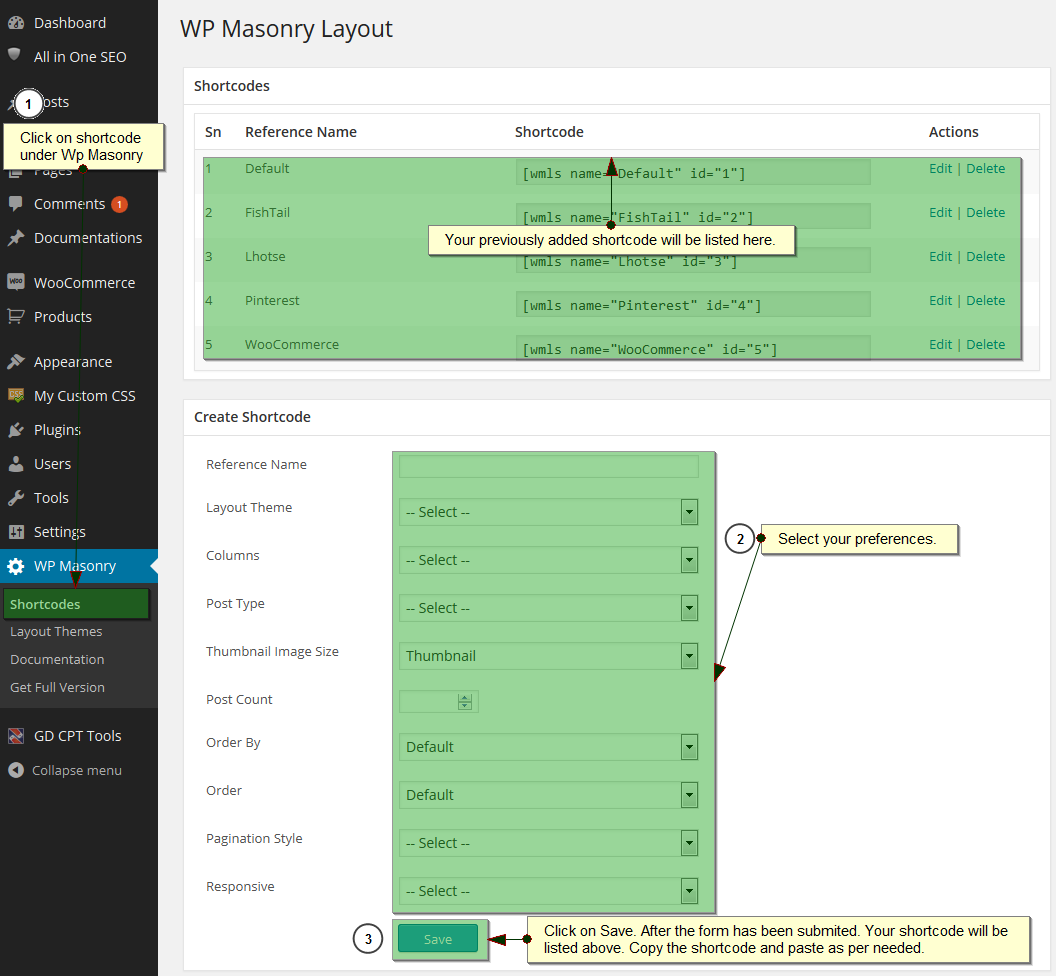 Dashboard
All in One SEO
1
osts
Click on shortcode
under Wp Masonry
Pages
Comments 1
Documentations
WOO WooCommerce
Products
Appearance
CSS My Custom CSS
Plugins
Users
Tools
Settings
WP Masonry
Shortcodes
Layout Themes
Documentation
Get Full Version
GD CPT Tools
Collapse menu
WP Masonry Layout
Shortcodes
Sn Reference Name Shortcode Actions
1 Default [wmls name="Default" id="1"] Edit | Delete
2 FishTail [wmls name="FishTail" id="2"] Edit | Delete
Your previously added shortcode will be listed here.
3 Lhotse [wmls name="Lhotse" id="3"] Edit | Delete
4 Pinterest [wmls name="Pinterest" id="4"] Edit | Delete
5 WooCommerce [wmls name="WooCommerce" id="5"] Edit | Delete
Create Shortcode
Reference Name
Layout Theme -- Select --
2 Select your preferences.
Columns -- Select --
Post Type -- Select --
Thumbnail Image Size Thumbnail
Post Count
Order By Default
Order Default
Pagination Style -- Select --
Responsive -- Select --
3 Save
Click on Save. After the form has been submited. Your shortcode will be
listed above. Copy the shortcode and paste as per needed.